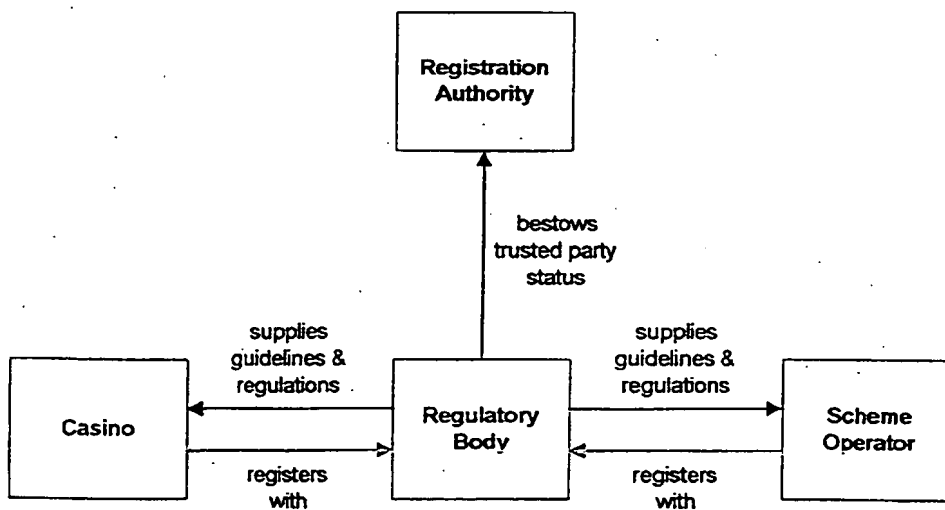 Registration
Authority
bestows
trusted party
status
supplies
guidelines &
regulations
supplies
guidelines &
regulations
Casino
Regulatory
Body
Scheme
Operator
registers
with
registers
with